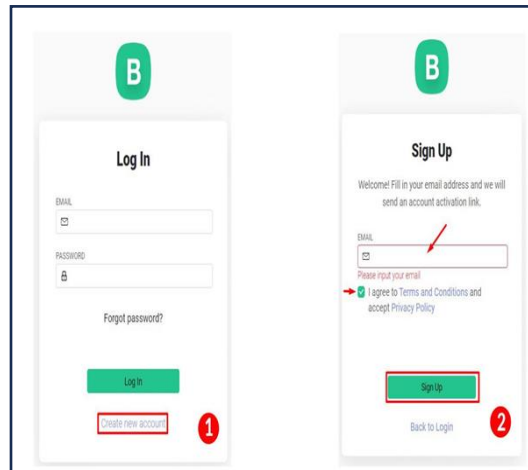 B
Log In
EMAIL
PASSWORD
Forgot password?
Log In
Create new account
1
B
Sign Up
Welcome! Fill in your email address and we will
send an account activation link.
EMAIL
Please input your email
I agree to Terms and Conditions and
accept Privacy Policy
Sign Up
Back to Login
2